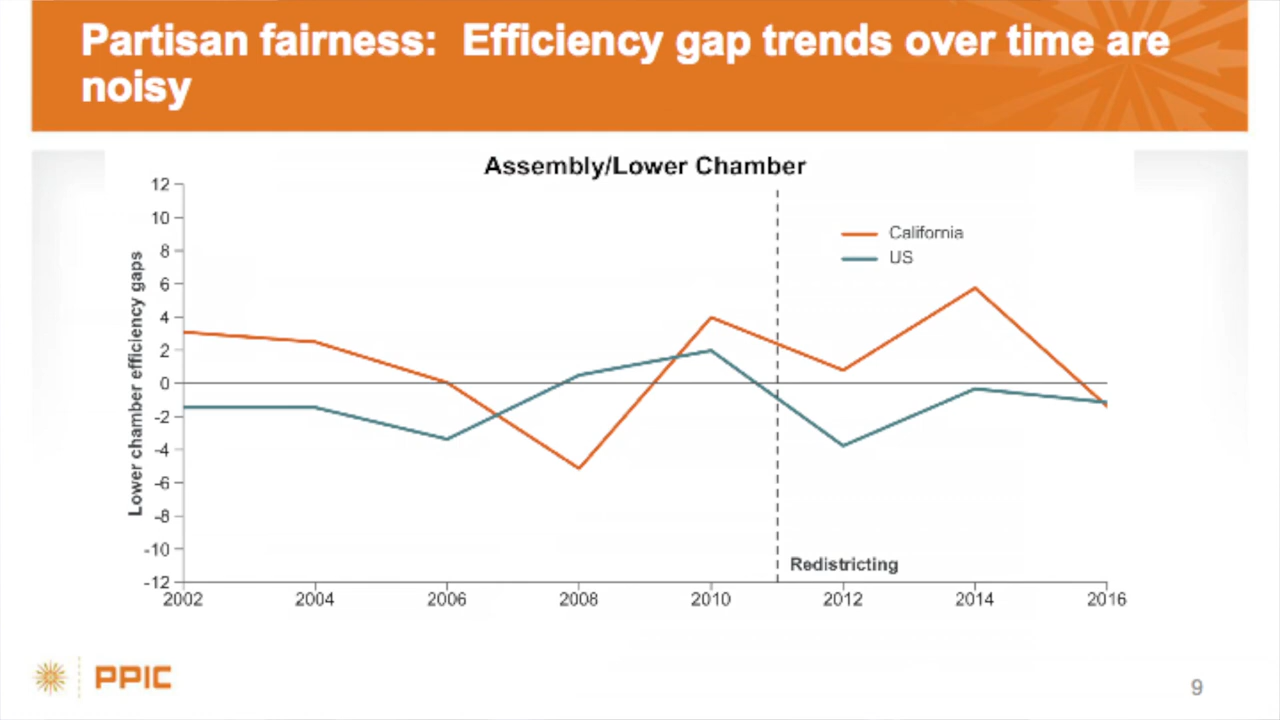 Partisan fairness: Efficiency gap trends over time are
noisy
Assembly/Lower Chamber
Lower chamber efficiency gaps
12
10
8
6
4
2
0
-2
-4
-6
-8
-10
-12
California
US
Redistricting
2002 2004 2006 2008 2010 2012 2014 2016
PPIC
9